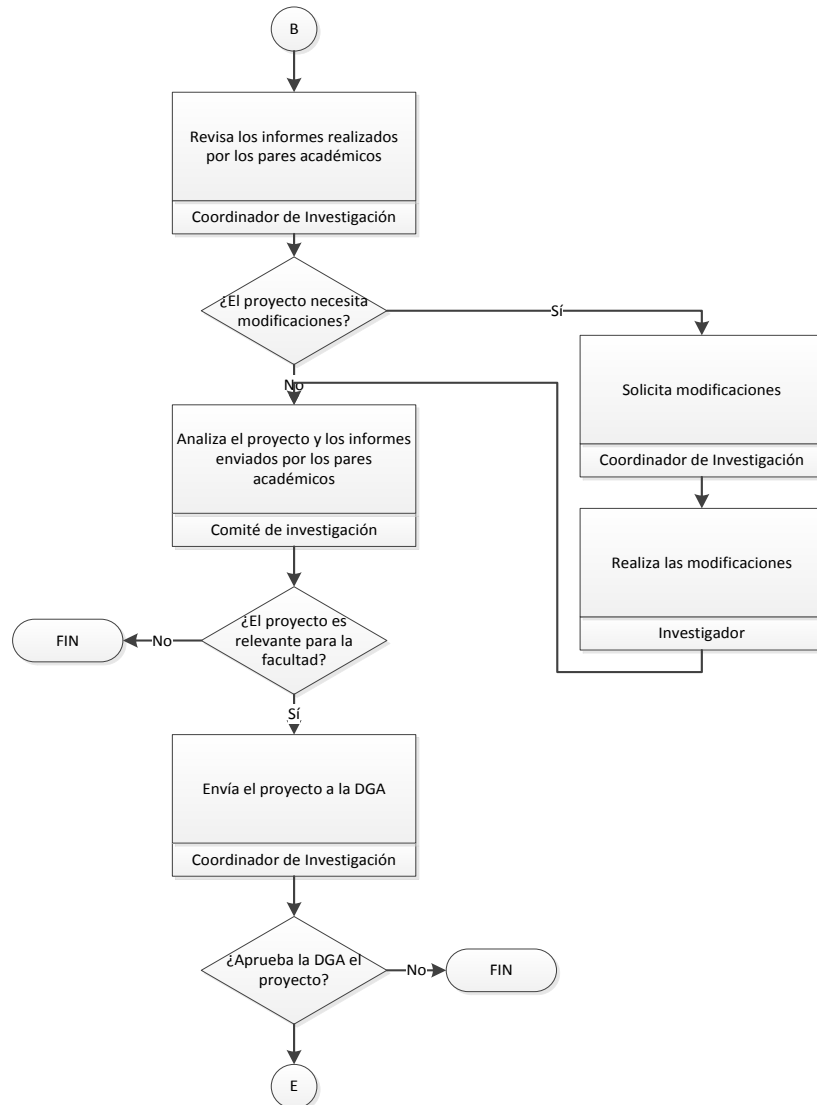 B
Revisa los informes realizados
por los pares académicos
Coordinador de Investigación
¿El proyecto necesita
modificaciones?
Sí
No
Solicita modificaciones
Coordinador de Investigación
Realiza las modificaciones
Investigador
Analiza el proyecto y los informes
enviados por los pares
académicos
Comité de investigación
¿El proyecto es
relevante para la
facultad?
No
FIN
Sí
Envía el proyecto a la DGA
Coordinador de Investigación
¿Aprueba la DGA el
proyecto?
No
FIN
E